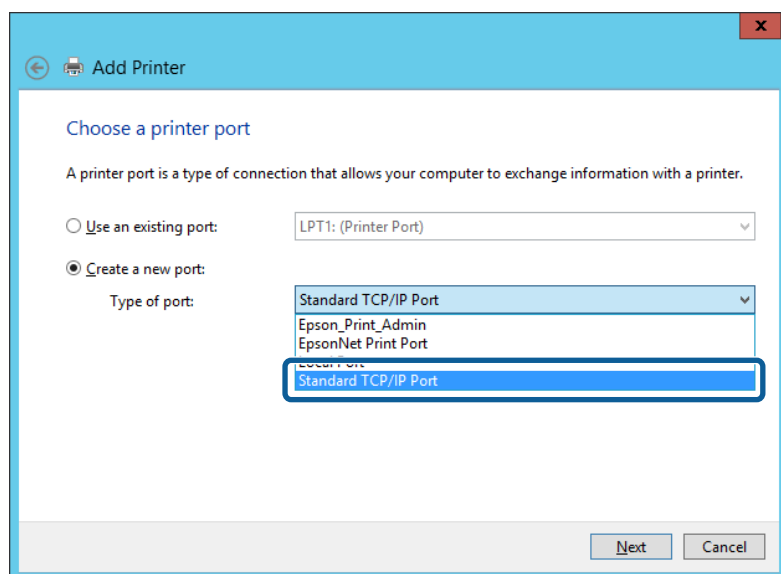 x
Add Printer
Choose a printer port
A printer port is a type of connection that allows your computer to exchange information with a printer.
Use an existing port: LPT1: (Printer Port)
Create a new port:
Type of port: Standard TCP/IP Port
Epson_Print_Admin
EpsonNet Print Port
Local Port
Standard TCP/IP Port
Next Cancel